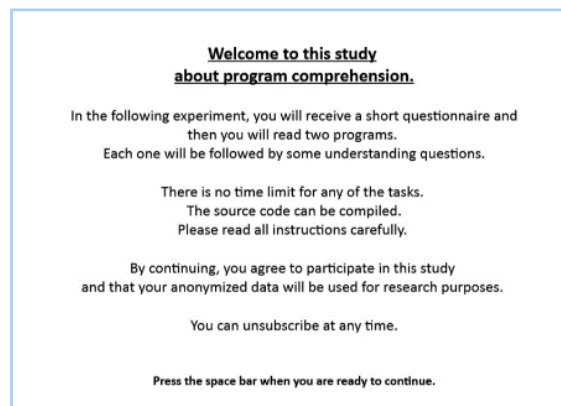 Welcome to this study
about program comprehension.
In the following experiment, you will receive a short questionnaire and
then you will read two programs.
Each one will be followed by some understanding questions.
There is no time limit for any of the tasks.
The source code can be compiled.
Please read all instructions carefully.
By continuing, you agree to participate in this study
and that your anonymized data will be used for research purposes.
You can unsubscribe at any time.
Press the space bar when you are ready to continue.